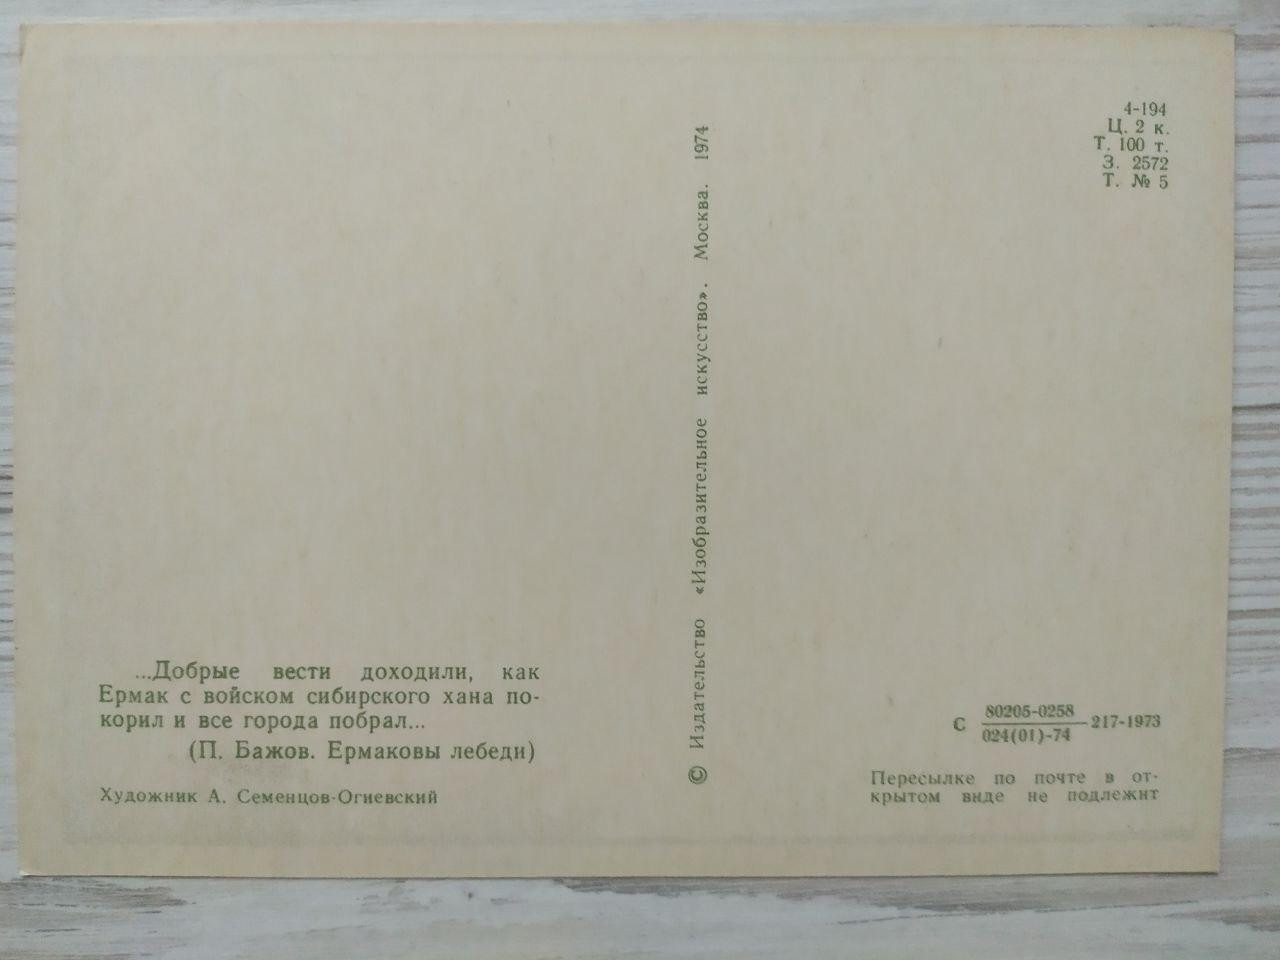 4-194
Ц. 2 к.
Т. 100 т.
З. 2572
Т. № 5
© Издательство «Изобразительное искусство». Москва. 1974
...Добрые вести доходили, как
Ермак с войском сибирского хана по-
корил и все города побрал...
(П. Бажов. Ермаковы лебеди)
Художник А. Семенцов-Огиевский
С 80205-0258
024(01)-74
217-1973
Пересылке по почте в от-
крытом виде не подлежит